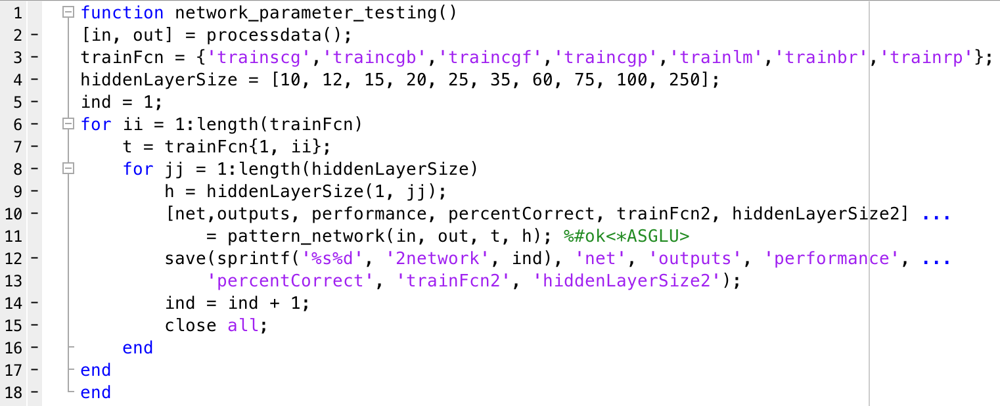 1 function network_parameter_testing()
2 - [in, out] = processdata();
3 - trainFcn = {'trainscg','traincgb','traincgf','traincgp','trainlm','trainbr','trainrp'};
4 - hiddenLayerSize = [10, 12, 15, 20, 25, 35, 60, 75, 100, 250];
5 - ind = 1;
6 - for ii = 1:length(trainFcn)
7 -     t = trainFcn{1, ii};
8 -     for jj = 1:length(hiddenLayerSize)
9 -         h = hiddenLayerSize(1, jj);
10 -         [net,outputs, performance, percentCorrect, trainFcn2, hiddenLayerSize2] ...
11             = pattern_network(in, out, t, h); %#ok<*ASGLU>
12 -         save(sprintf('%s%d', '2network', ind), 'net', 'outputs', 'performance', ...
13             'percentCorrect', 'trainFcn2', 'hiddenLayerSize2');
14 -         ind = ind + 1;
15 -         close all;
16 -     end
17 - end
18 - end